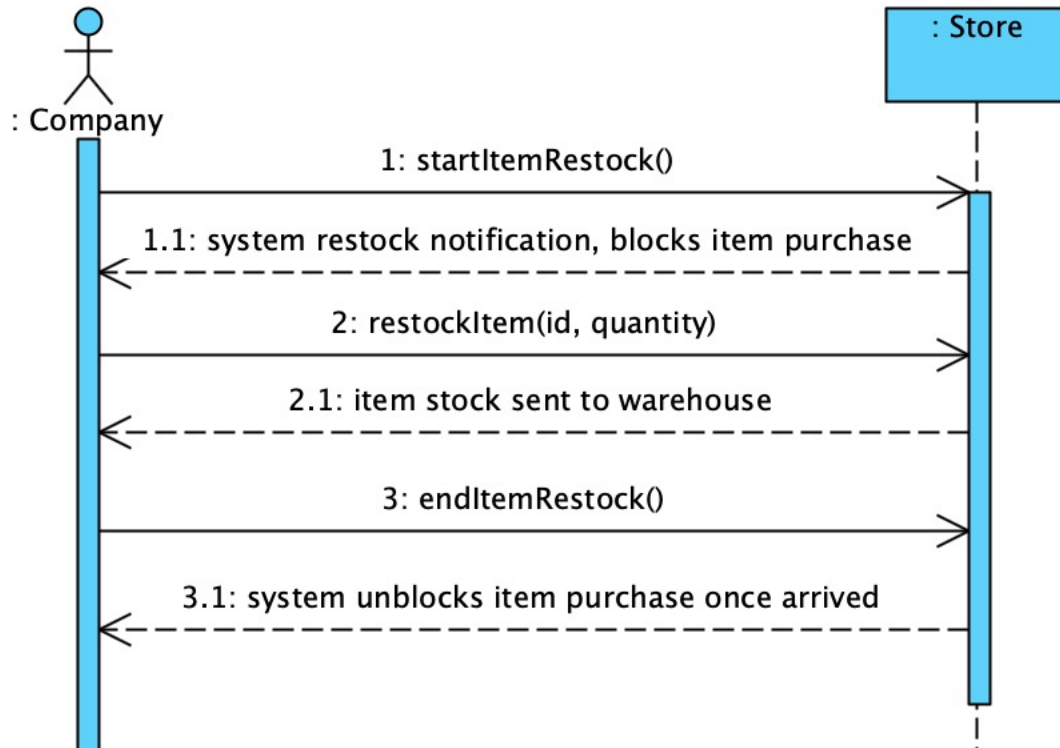 : Store
: Company
1: startItemRestock()
1.1: system restock notification, blocks item purchase
2: restockItem(id, quantity)
2.1: item stock sent to warehouse
3: endItemRestock()
3.1: system unblocks item purchase once arrived